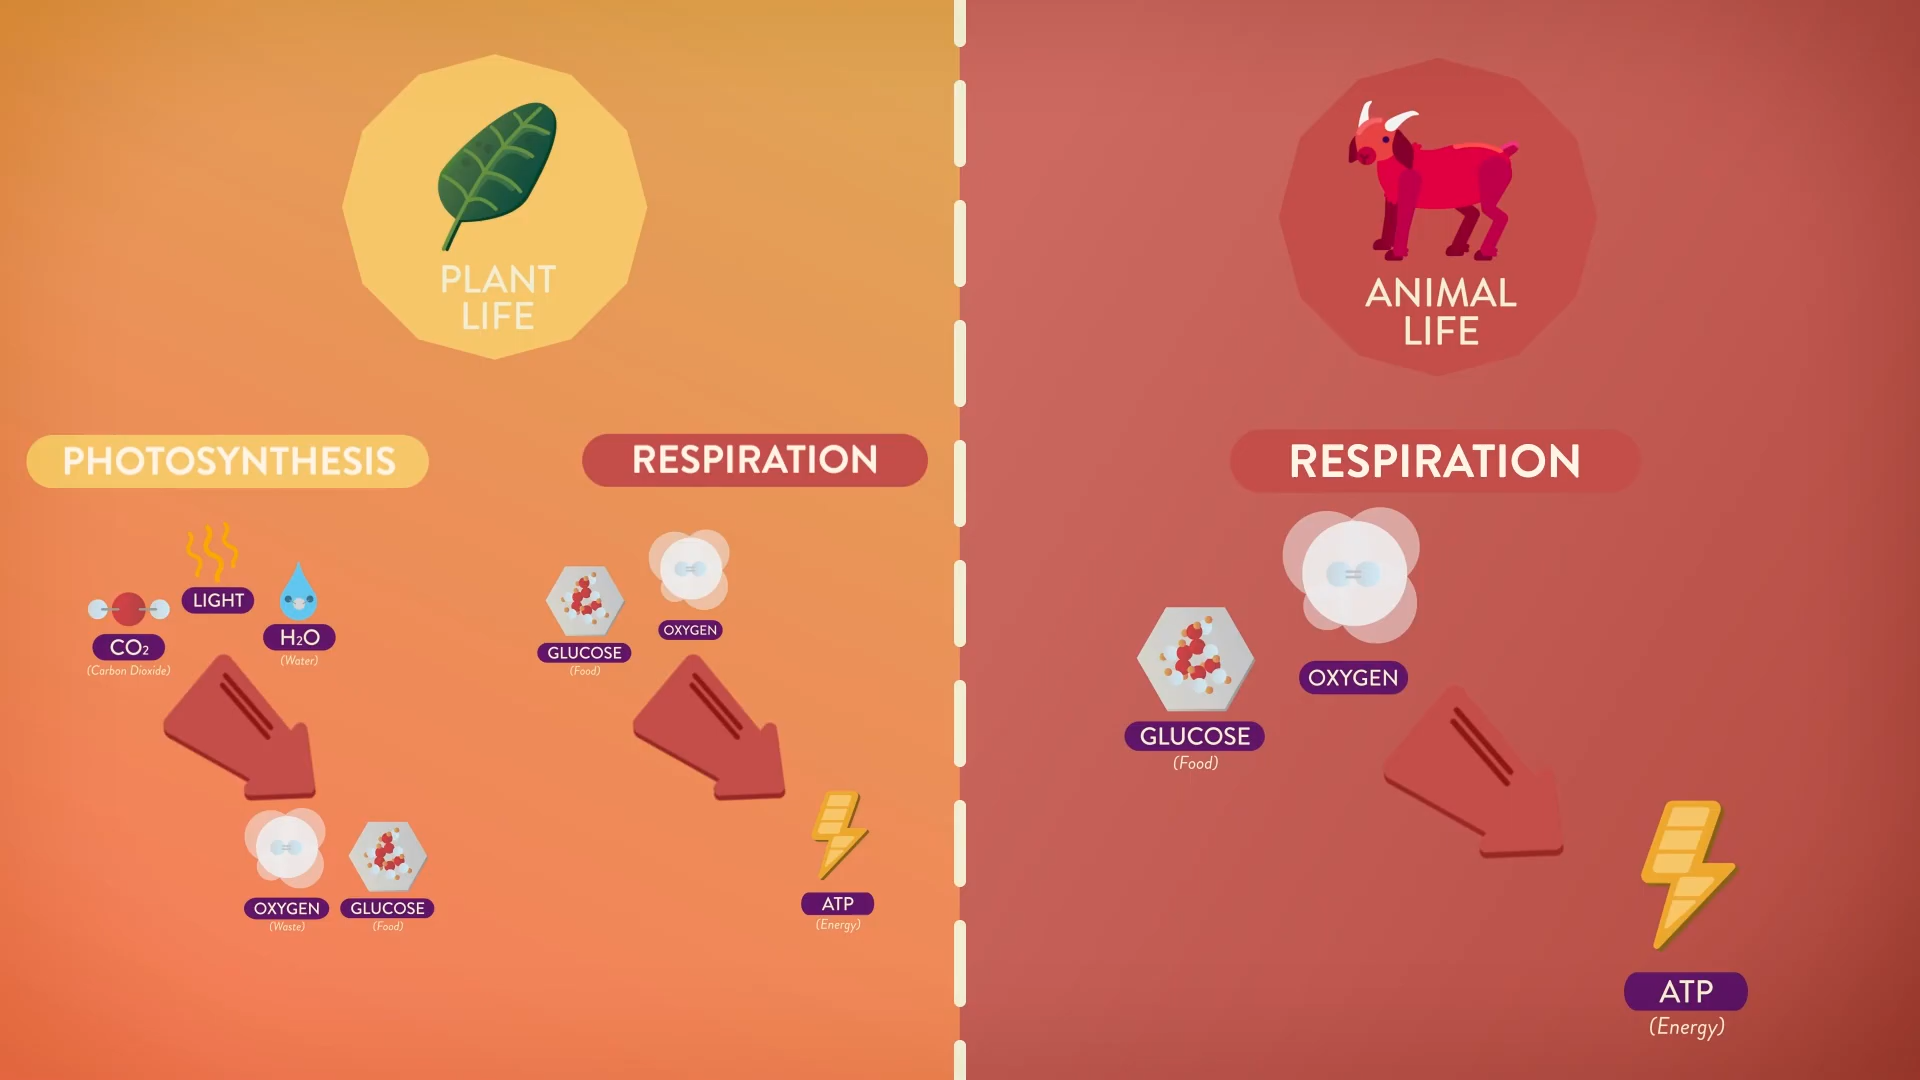 PLANT
LIFE
PHOTOSYNTHESIS
LIGHT
CO₂
(Carbon Dioxide)
H₂O
(Water)
OXYGEN
(Waste)
GLUCOSE
(Food)
RESPIRATION
GLUCOSE
(Food)
OXYGEN
ATP
(Energy)
ANIMAL
LIFE
RESPIRATION
OXYGEN
GLUCOSE
(Food)
ATP
(Energy)